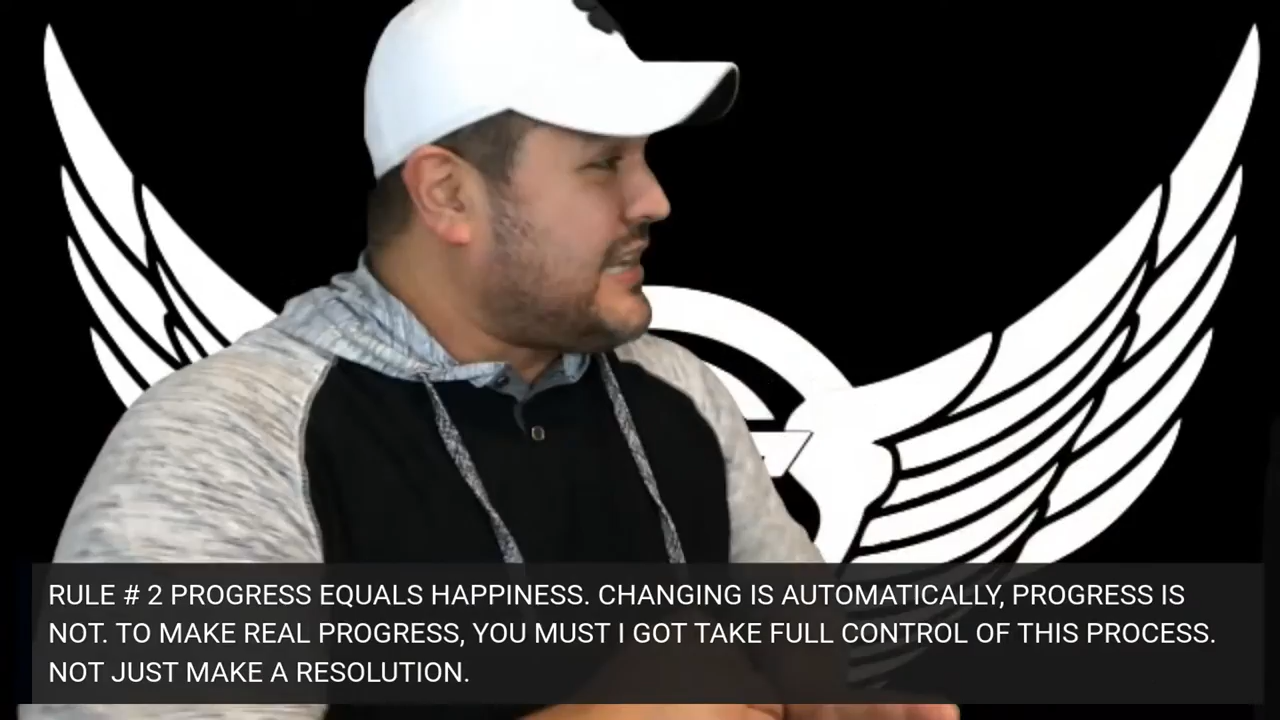 RULE # 2 PROGRESS EQUALS HAPPINESS. CHANGING IS AUTOMATICALLY, PROGRESS IS
NOT. TO MAKE REAL PROGRESS, YOU MUST I GOT TAKE FULL CONTROL OF THIS PROCESS.
NOT JUST MAKE A RESOLUTION.